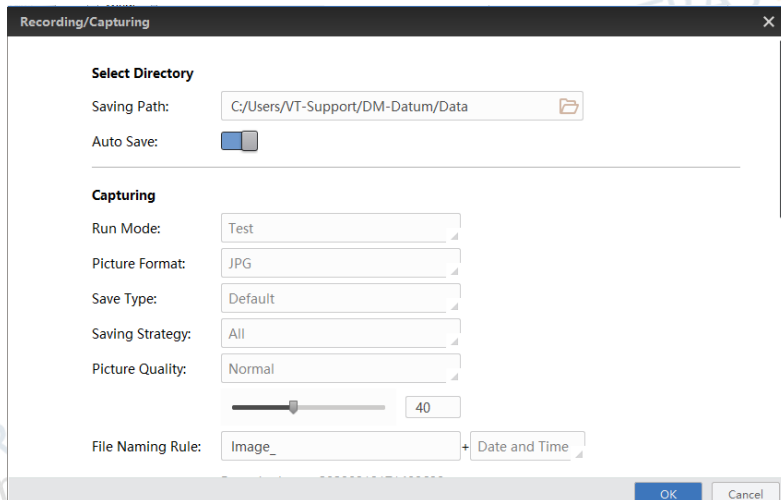 Recording/Capturing
Select Directory
Saving Path: C:/Users/VT-Support/DM-Datum/Data
Auto Save:
Capturing
Run Mode: Test
Picture Format: JPG
Save Type: Default
Saving Strategy: All
Picture Quality: Normal
40
File Naming Rule: Image_ + Date and Time
OK Cancel